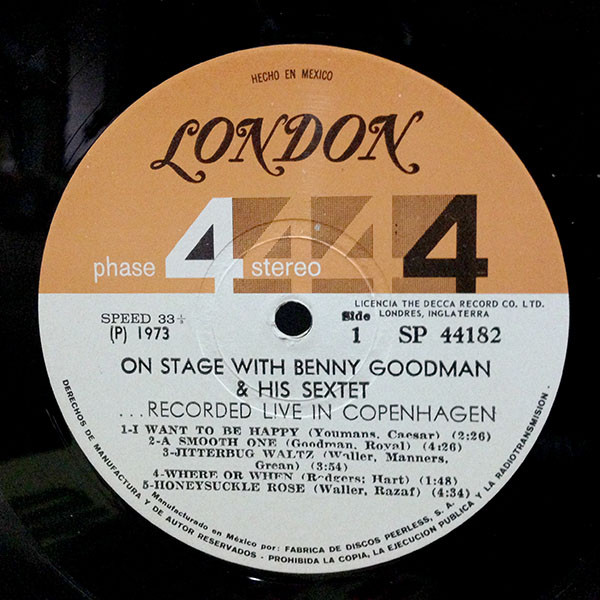 HECHO EN MEXICO
LONDON
phase 4 stereo
4
LICENCIA THE DECCA RECORD CO. LTD.
LONDRES, INGLATERRA
SPEED 33⅓
(P) 1973
Side
1
SP 44182
ON STAGE WITH BENNY GOODMAN
& HIS SEXTET
...RECORDED LIVE IN COPENHAGEN
1-I WANT TO BE HAPPY (Youmans, Caesar) (2:26)
2-A SMOOTH ONE (Goodman, Royal) (4:26)
3-JITTERBUG WALTZ (Waller, Manners,
Grean) (3:54)
4-WHERE OR WHEN (Rodgers; Hart) (1:48)
5-HONEYSUCKLE ROSE (Waller, Razaf) (4:34)
Manufacturado en México por: FABRICA DE DISCOS PEERLESS, S. A.
DERECHOS DE MANUFACTURA Y DE AUTOR RESERVADOS - PROHIBIDA LA COPIA, LA EJECUCION PUBLICA Y LA RADIOTRANSMISION.